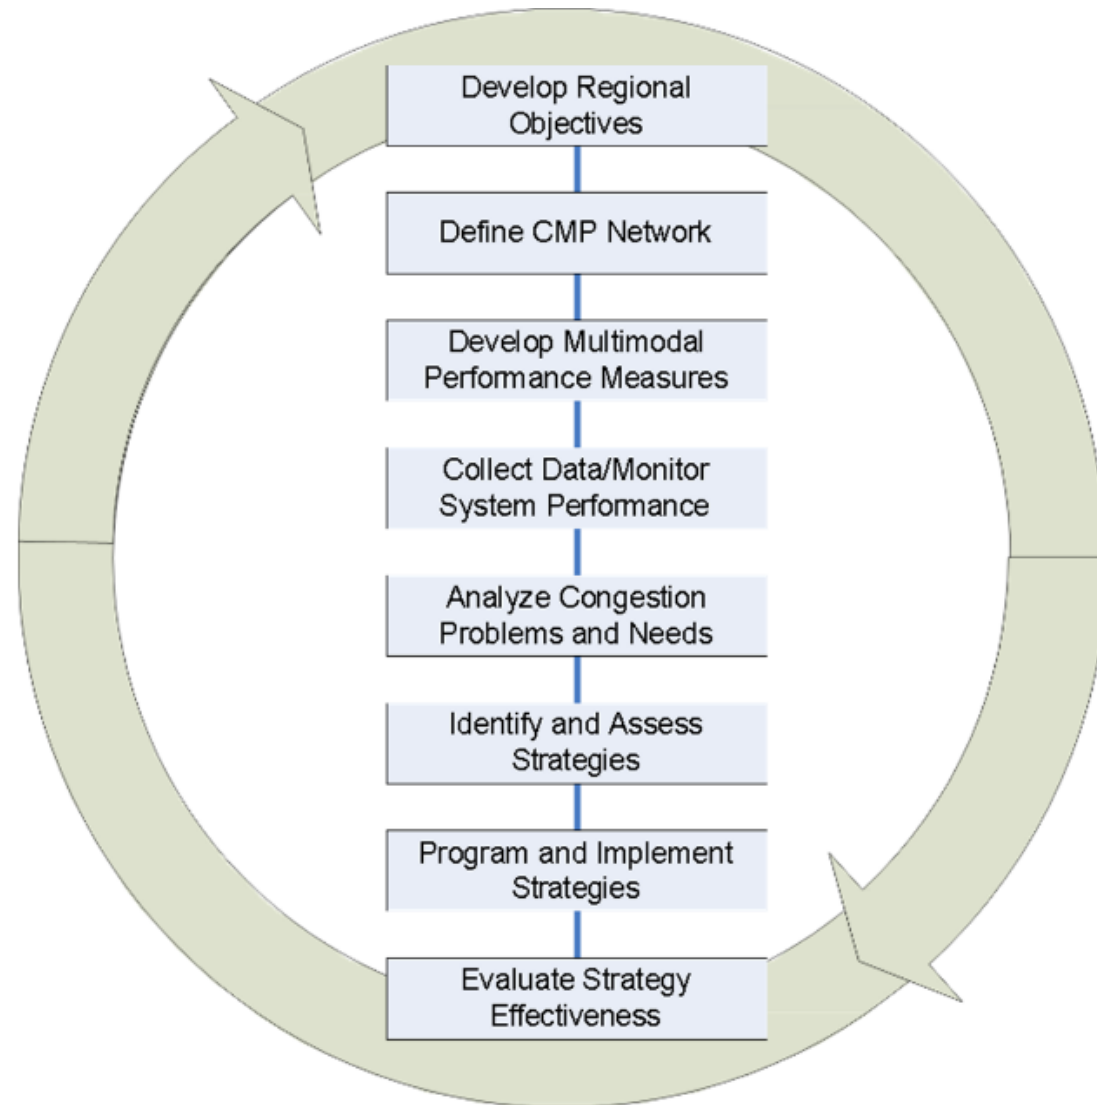 Develop Regional
Objectives
Define CMP Network
Develop Multimodal
Performance Measures
Collect Data/Monitor
System Performance
Analyze Congestion
Problems and Needs
Identify and Assess
Strategies
Program and Implement
Strategies
Evaluate Strategy
Effectiveness